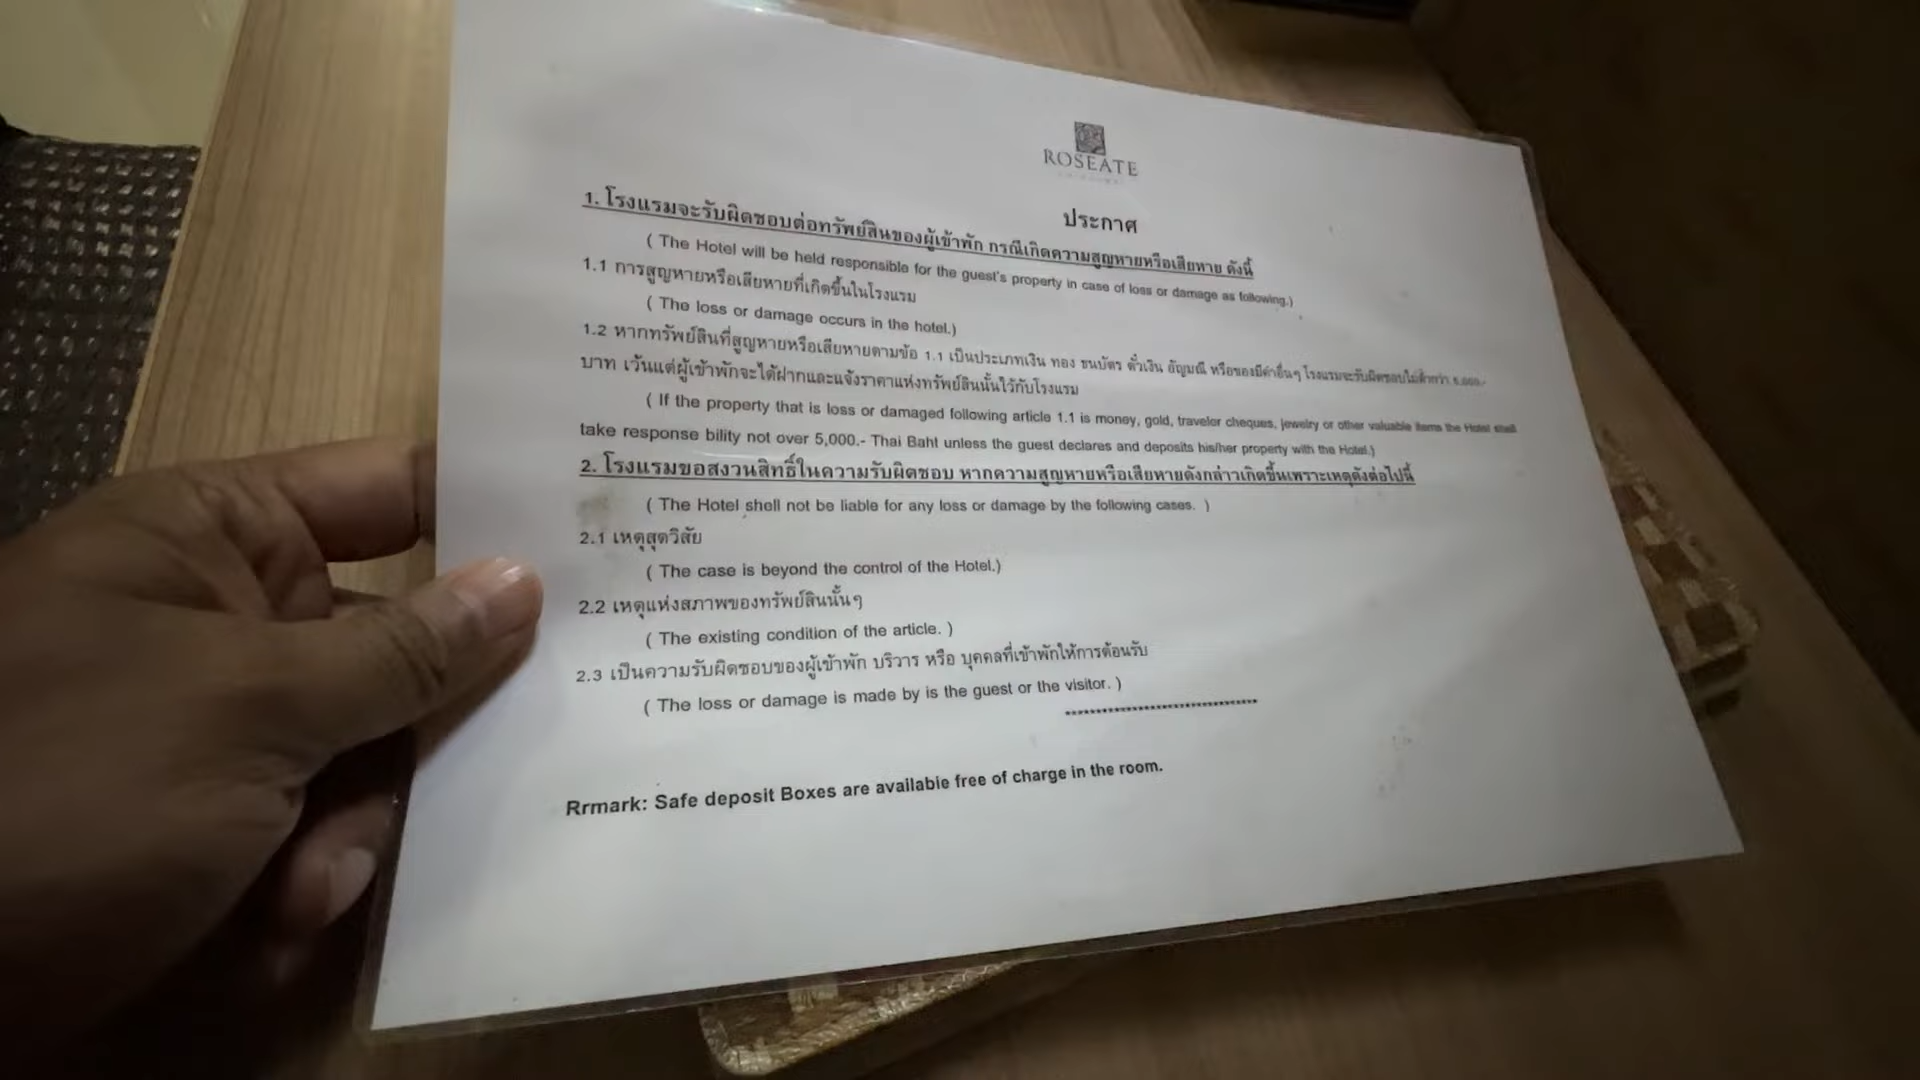 ROSEATE
ประกาศ
1. โรงแรมจะรับผิดชอบต่อทรัพย์สินของผู้เข้าพัก กรณีเกิดความสูญหายหรือเสียหาย ดังนี้
( The Hotel will be held responsible for the guest's property in case of loss or damage as following.)
1.1 การสูญหายหรือเสียหายที่เกิดขึ้นในโรงแรม
( The loss or damage occurs in the hotel.)
1.2 หากทรัพย์สินที่สูญหายหรือเสียหายตามข้อ 1.1 เป็นประเภทเงิน ทอง ธนบัตร ตั๋วเงิน อัญมณี หรือของมีค่าอื่นๆ โรงแรมจะรับผิดชอบไม่ต่ำกว่า 5,000.-
บาท เว้นแต่ผู้เข้าพักจะได้ฝากและแจ้งราคาแห่งทรัพย์สินนั้นไว้กับโรงแรม
( If the property that is loss or damaged following article 1.1 is money, gold, traveler cheques, jewelry or other valuable items the Hotel shell
take response bility not over 5,000.- Thai Baht unless the guest declares and deposits his/her property with the Hotel.)
2. โรงแรมขอสงวนสิทธิ์ในความรับผิดชอบ หากความสูญหายหรือเสียหายดังกล่าวเกิดขึ้นเพราะเหตุดังต่อไปนี้
( The Hotel shell not be liable for any loss or damage by the following cases. )
2.1 เหตุสุดวิสัย
( The case is beyond the control of the Hotel.)
2.2 เหตุแห่งสภาพของทรัพย์สินนั้นๆ
( The existing condition of the article. )
2.3 เป็นความรับผิดชอบของผู้เข้าพัก บริวาร หรือ บุคคลที่เข้าพักให้การต้อนรับ
( The loss or damage is made by is the guest or the visitor. )
Rrmark: Safe deposit Boxes are available free of charge in the room.